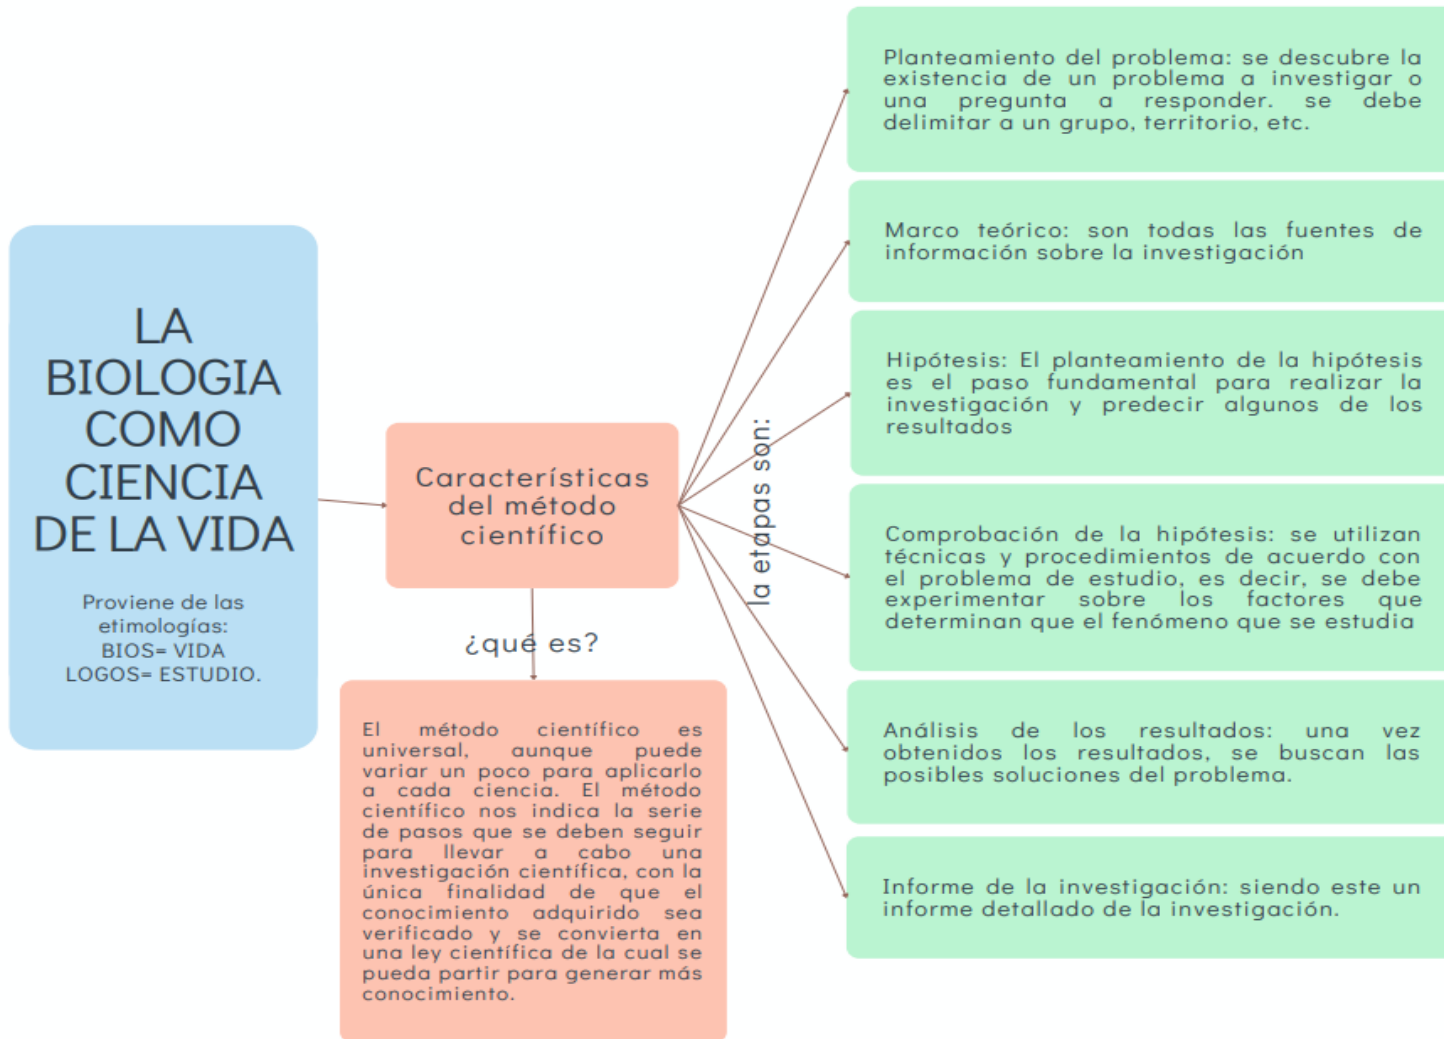 LA
BIOLOGIA
COMO
CIENCIA
DE LA VIDA
Proviene de las
etimologías:
BIOS= VIDA
LOGOS= ESTUDIO.
Características
del método
científico
¿qué es?
El método científico es
universal, aunque puede
variar un poco para aplicarlo
a cada ciencia. El método
científico nos indica la serie
de pasos que se deben seguir
para llevar a cabo una
investigación científica, con la
única finalidad de que el
conocimiento adquirido sea
verificado y se convierta en
una ley científica de la cual se
pueda partir para generar más
conocimiento.
la etapas son:
Planteamiento del problema: se descubre la
existencia de un problema a investigar o
una pregunta a responder. se debe
delimitar a un grupo, territorio, etc.
Marco teórico: son todas las fuentes de
información sobre la investigación
Hipótesis: El planteamiento de la hipótesis
es el paso fundamental para realizar la
investigación y predecir algunos de los
resultados
Comprobación de la hipótesis: se utilizan
técnicas y procedimientos de acuerdo con
el problema de estudio, es decir, se debe
experimentar sobre los factores que
determinan que el fenómeno que se estudia
Análisis de los resultados: una vez
obtenidos los resultados, se buscan las
posibles soluciones del problema.
Informe de la investigación: siendo este un
informe detallado de la investigación.